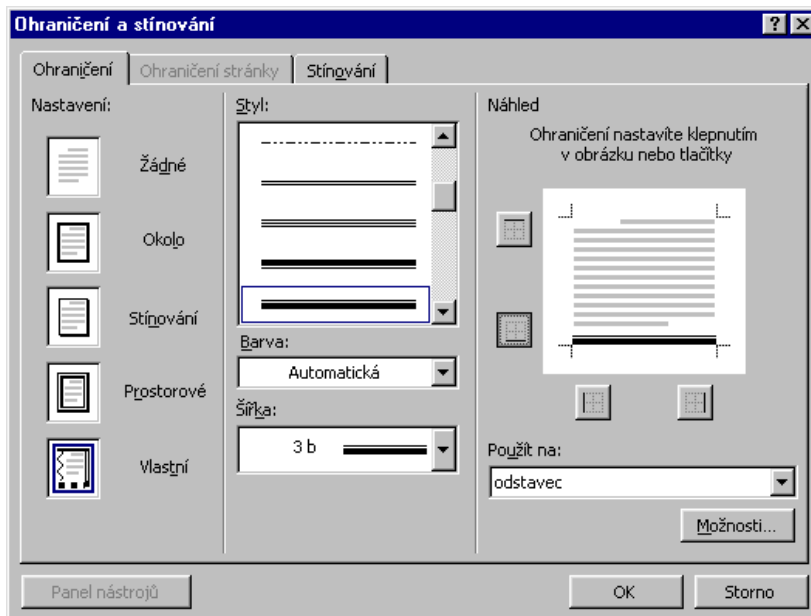 Ohraničení a stínování
Ohraničení
Ohraničení stránky
Stínování
Nastavení:
Žádné
Okolo
Stínování
Prostorové
Vlastní
Styl:
Barva:
Automatická
Šířka:
3 b
Náhled
Ohraničení nastavíte klepnutím
v obrázku nebo tlačítky
Použít na:
odstavec
Možnosti...
Panel nástrojů
OK
Storno